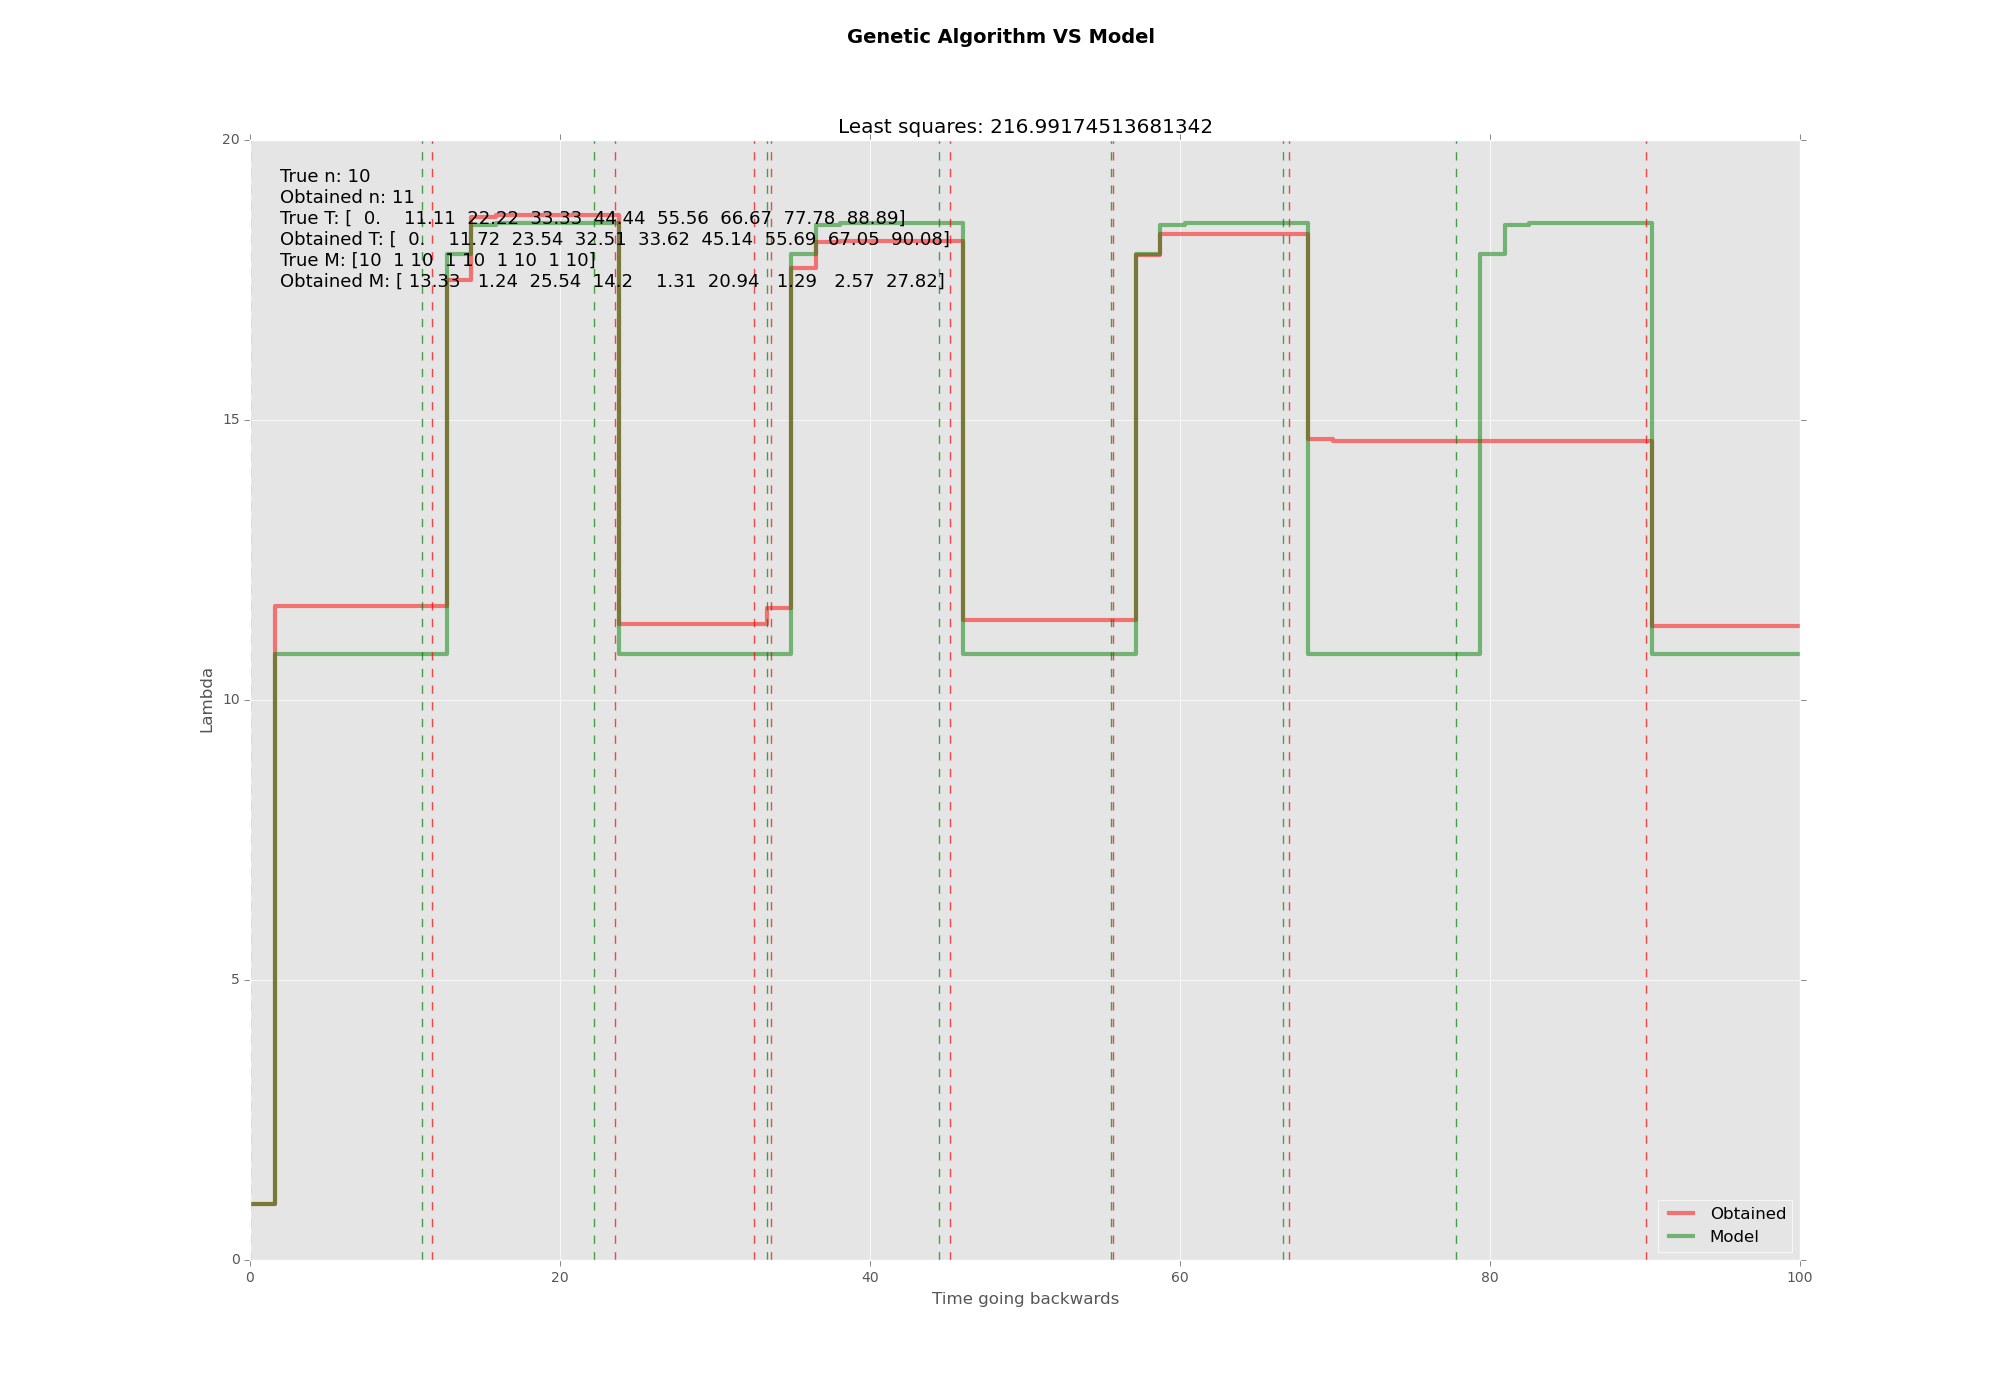 Genetic Algorithm VS Model
Least squares: 216.99174513681342
True n: 10
Obtained n: 11
True T: [ 0. 11.11 22.22 33.33 44.44 55.56 66.67 77.78 88.89]
Obtained T: [ 0. 11.72 23.54 32.51 33.62 45.14 55.69 67.05 90.08]
True M: [10 1 10 1 10 1 10 1 10]
Obtained M: [ 13.33 1.24 25.54 14.2 1.31 20.94 1.29 2.57 27.82]
20
15
10
5
0
Lambda
0 20 40 60 80 100
Time going backwards
Obtained
Model